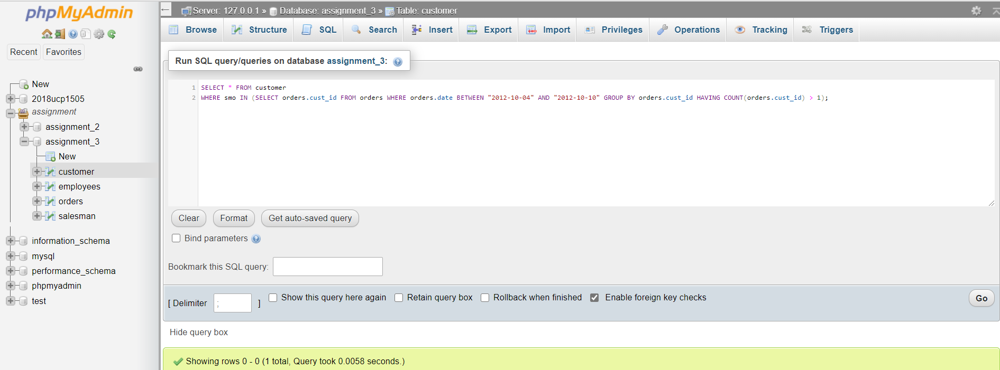 phpMyAdmin
Recent Favorites
New
2018ucp1505
assignment
assignment_2
assignment_3
New
customer
employees
orders
salesman
information_schema
mysql
performance_schema
phpmyadmin
test
← Server: 127.0.0.1 » Database: assignment_3 » Table: customer
Browse Structure SQL Search Insert Export Import Privileges Operations Tracking Triggers
Run SQL query/queries on database assignment_3:
1 SELECT * FROM customer
2 WHERE smo IN (SELECT orders.cust_id FROM orders WHERE orders.date BETWEEN "2012-10-04" AND "2012-10-10" GROUP BY orders.cust_id HAVING COUNT(orders.cust_id) > 1);
Clear Format Get auto-saved query
Bind parameters
Bookmark this SQL query:
[ Delimiter ; ] Show this query here again Retain query box Rollback when finished Enable foreign key checks Go
Hide query box
Showing rows 0 - 0 (1 total, Query took 0.0058 seconds.)